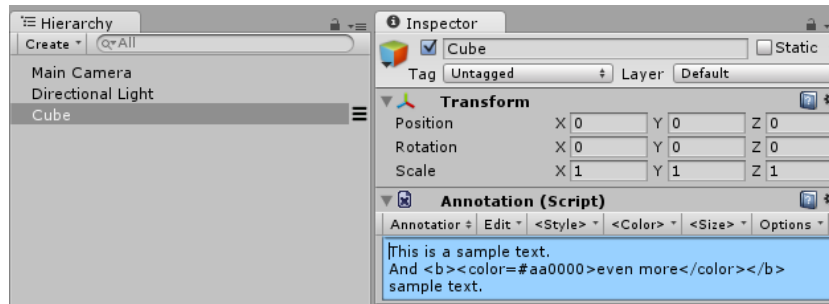 Hierarchy
Create
All
Main Camera
Directional Light
Cube
Inspector
Cube
Static
Tag Untagged Layer Default
Transform
Position X 0 Y 0 Z 0
Rotation X 0 Y 0 Z 0
Scale X 1 Y 1 Z 1
Annotation (Script)
Annotatior Edit <Style> <Color> <Size> Options
This is a sample text.
And <b><color=#aa0000>even more</color></b>
sample text.